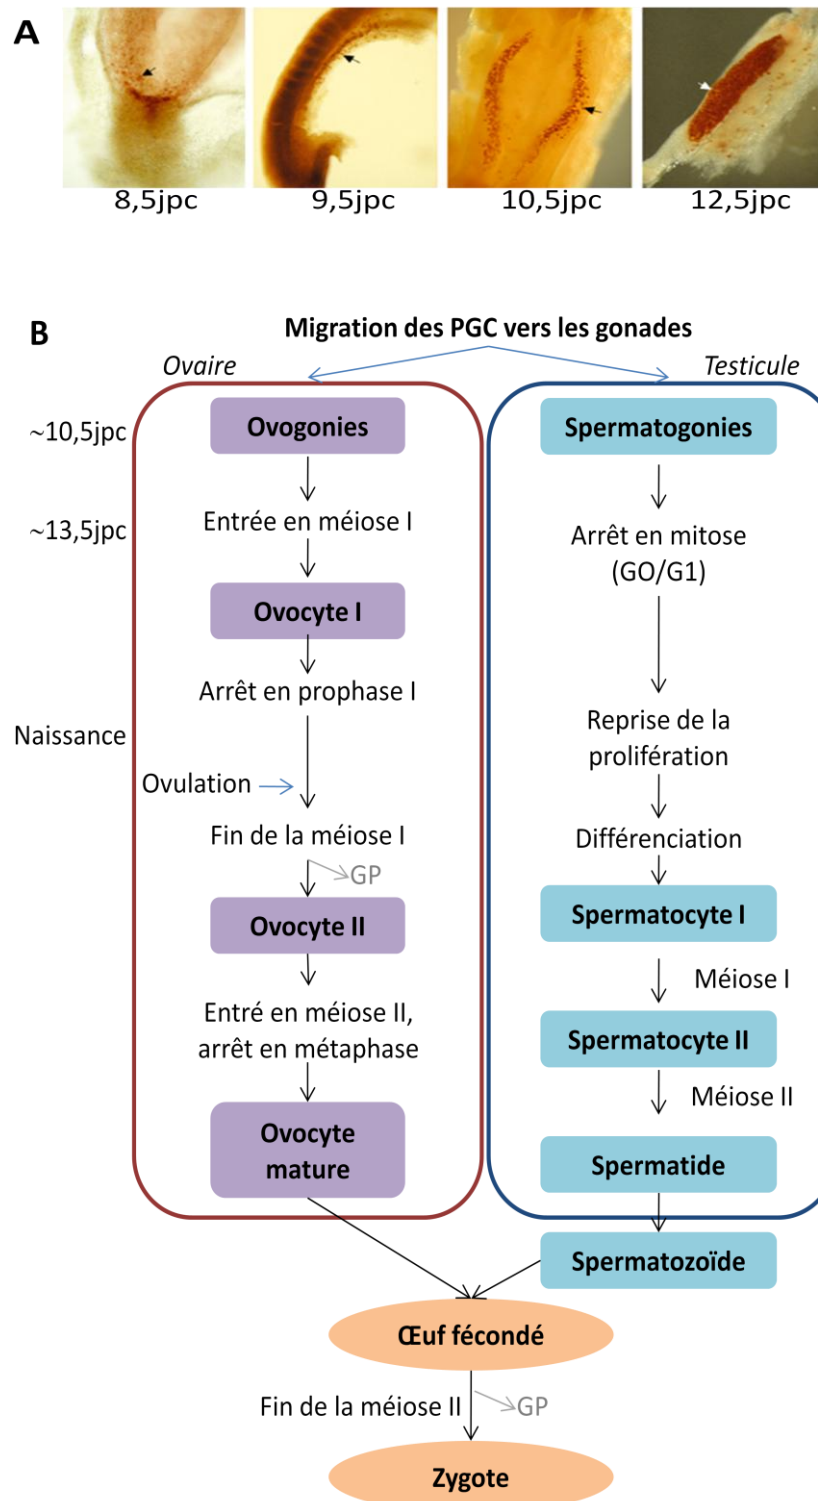 A
8,5jpc
9,5jpc
10,5jpc
12,5jpc
B
Migration des PGC vers les gonades
Ovaire
Testicule
~10,5jpc
Ovogonies
Spermatogonies
~13,5jpc
Entrée en méiose I
Arrêt en mitose
(GO/G1)
Ovocyte I
Arrêt en prophase I
Naissance
Reprise de la
prolifération
Ovulation
Fin de la méiose I
Différenciation
GP
Ovocyte II
Spermatocyte I
Méiose I
Entré en méiose II,
arrêt en métaphase
Spermatocyte II
Méiose II
Ovocyte
mature
Spermatide
Spermatozoïde
Œuf fécondé
Fin de la méiose II
GP
Zygote